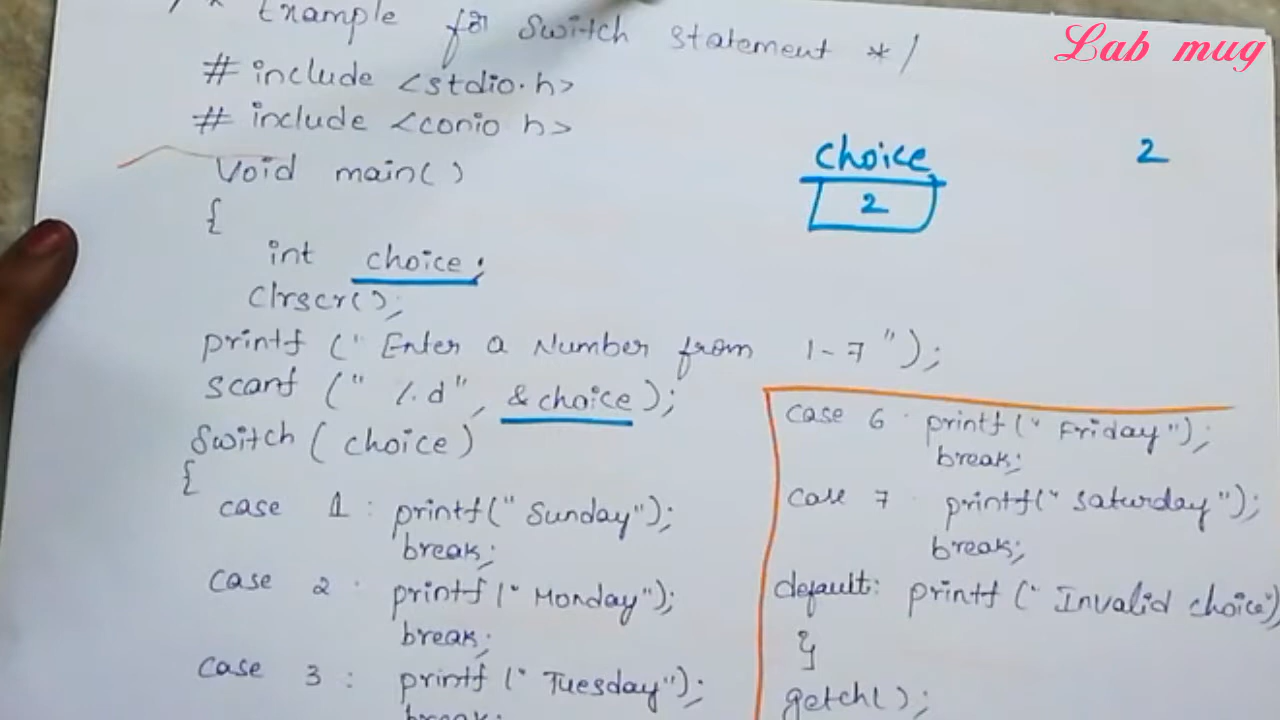 /* Example for Switch statement */
Lab mug
# include <stdio.h>
# include <conio h>
void main()
{
int choice;
clrscr();
printf (" Enter a Number from 1-7 ");
scanf (" %d", & choice);
switch ( choice)
{
case 1 : printf(" Sunday");
break;
case 2 : printf(" Monday");
break;
case 3 : printf (" Tuesday");
break;
choice
2
2
case 6 : printf(" Friday");
break;
case 7 : printf(" saturday");
break;
default: printf (" Invalid choice")
}
getch();